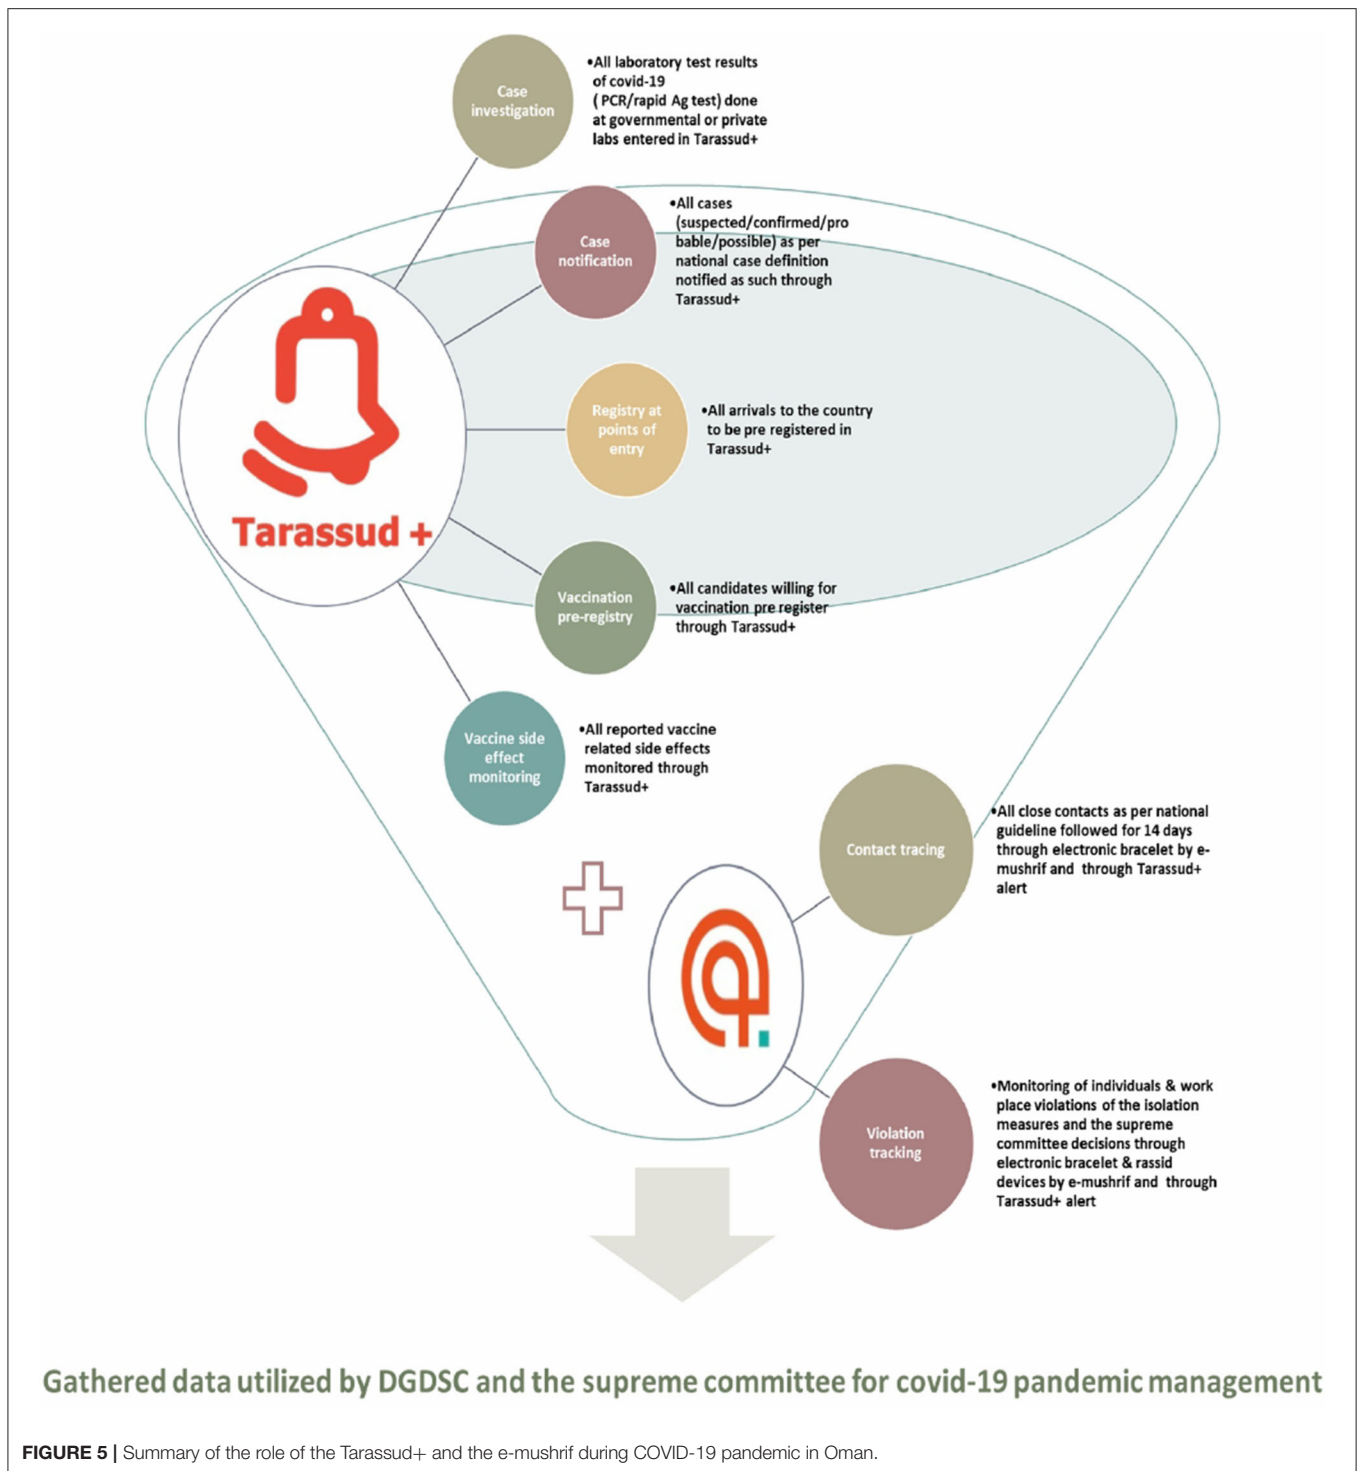 Case
investigation
•All laboratory test results
of covid-19
( PCR/rapid Ag test) done
at governmental or private
labs entered in Tarassud+
Case
notification
•All cases
(suspected/confirmed/pro
bable/possible) as per
national case definition
notified as such through
Tarassud+
Tarassud +
Registry at
points of
entry
•All arrivals to the country
to be pre registered in
Tarassud+
Vaccination
pre-registry
•All candidates willing for
vaccination pre register
through Tarassud+
Vaccine side
effect
monitoring
•All reported vaccine
related side effects
monitored through
Tarassud+
Contact tracing
•All close contacts as per national
guideline followed for 14 days
through electronic bracelet by e-
mushrif and through Tarassud+
alert
Violation
tracking
•Monitoring of individuals & work
place violations of the isolation
measures and the supreme
committee decisions through
electronic bracelet & rassid
devices by e-mushrif and through
Tarassud+ alert
Gathered data utilized by DGDSC and the supreme committee for covid-19 pandemic management
FIGURE 5 | Summary of the role of the Tarassud+ and the e-mushrif during COVID-19 pandemic in Oman.